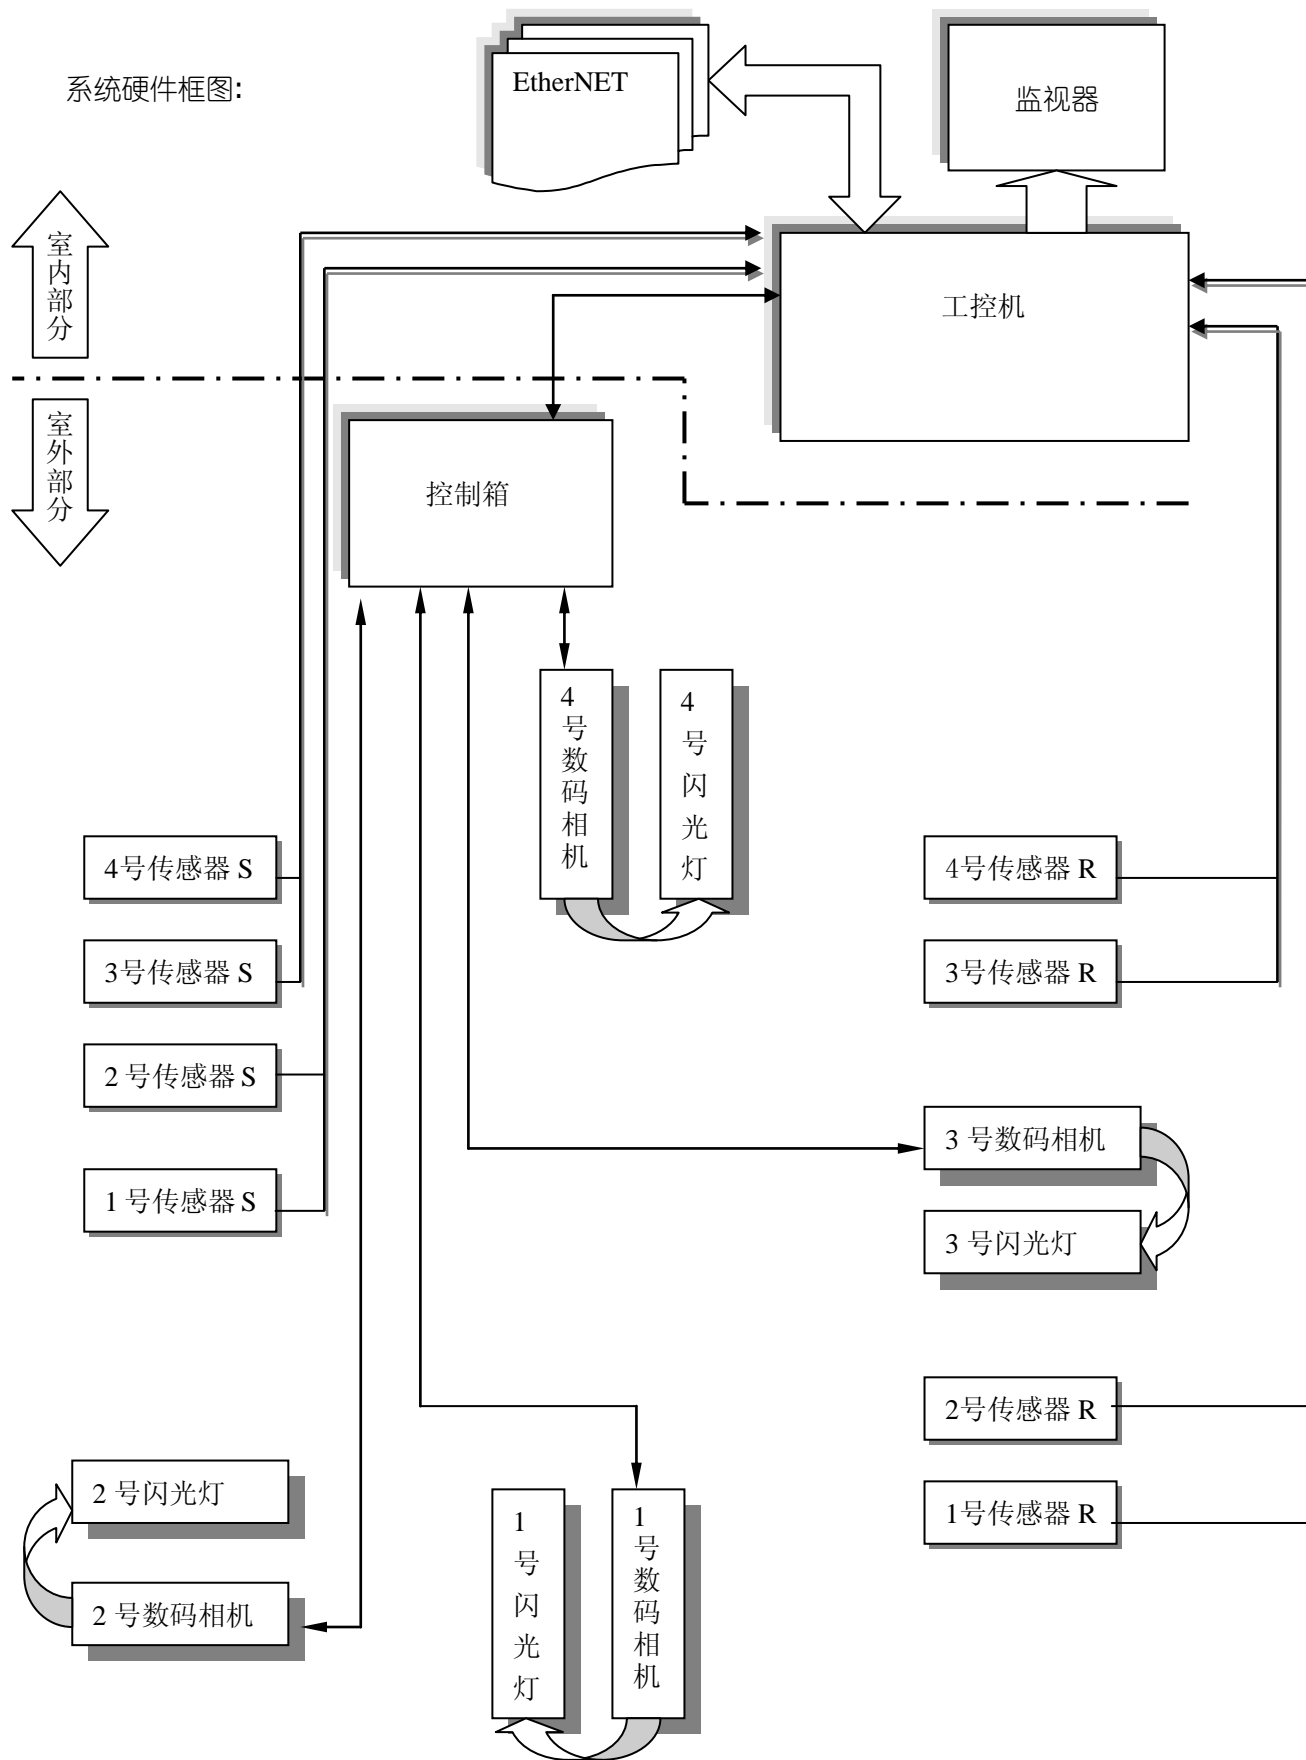 系统硬件框图:
EtherNET
监视器
室内部分
工控机
室外部分
控制箱
4号数码相机
4号闪光灯
4号传感器 S
4号传感器 R
3号传感器 S
3号传感器 R
2 号传感器 S
3 号数码相机
1 号传感器 S
3 号闪光灯
2号传感器 R
2 号闪光灯
1号闪光灯
1号数码相机
1号传感器 R
2 号数码相机